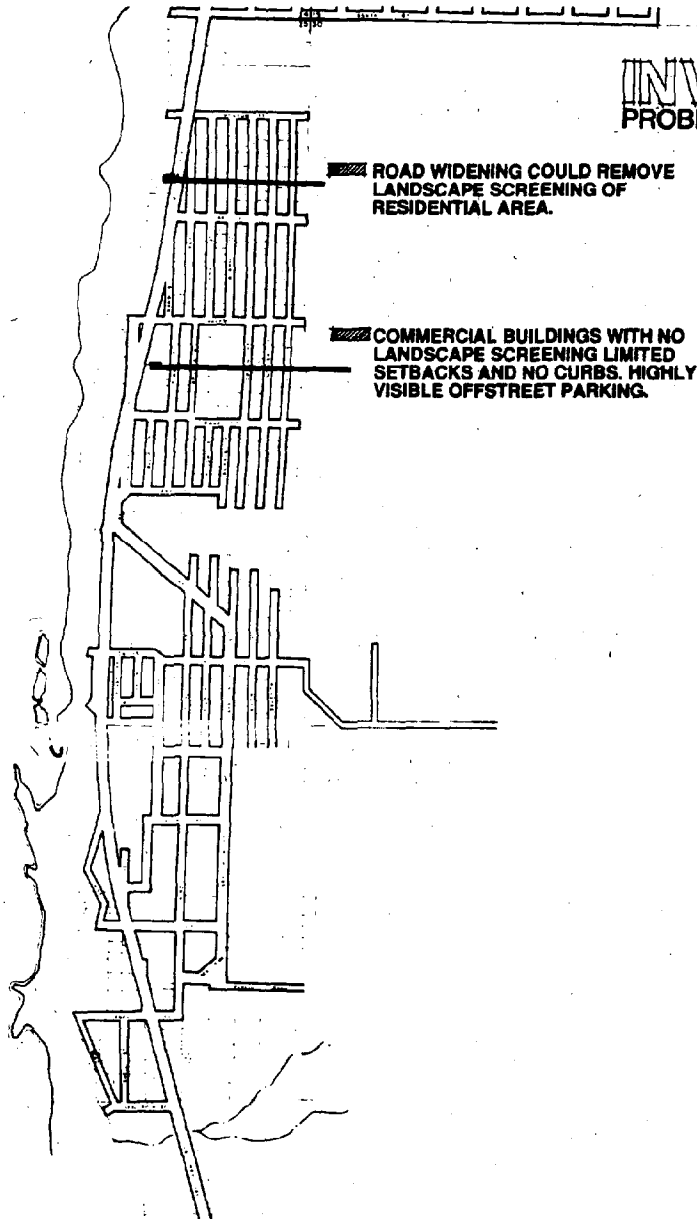 INV
PROB
ROAD WIDENING COULD REMOVE
LANDSCAPE SCREENING OF
RESIDENTIAL AREA.
COMMERCIAL BUILDINGS WITH NO
LANDSCAPE SCREENING LIMITED
SETBACKS AND NO CURBS. HIGHLY
VISIBLE OFFSTREET PARKING.